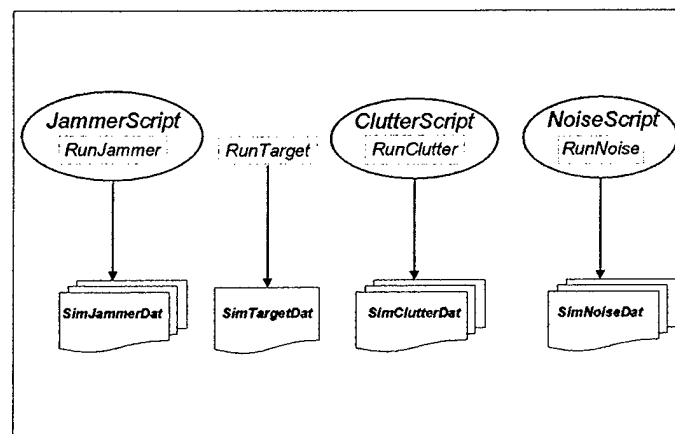 JammerScript
RunJammer
RunTarget
ClutterScript
RunClutter
NoiseScript
RunNoise
SimJammerDat
SimTargetDat
SimClutterDat
SimNoiseDat